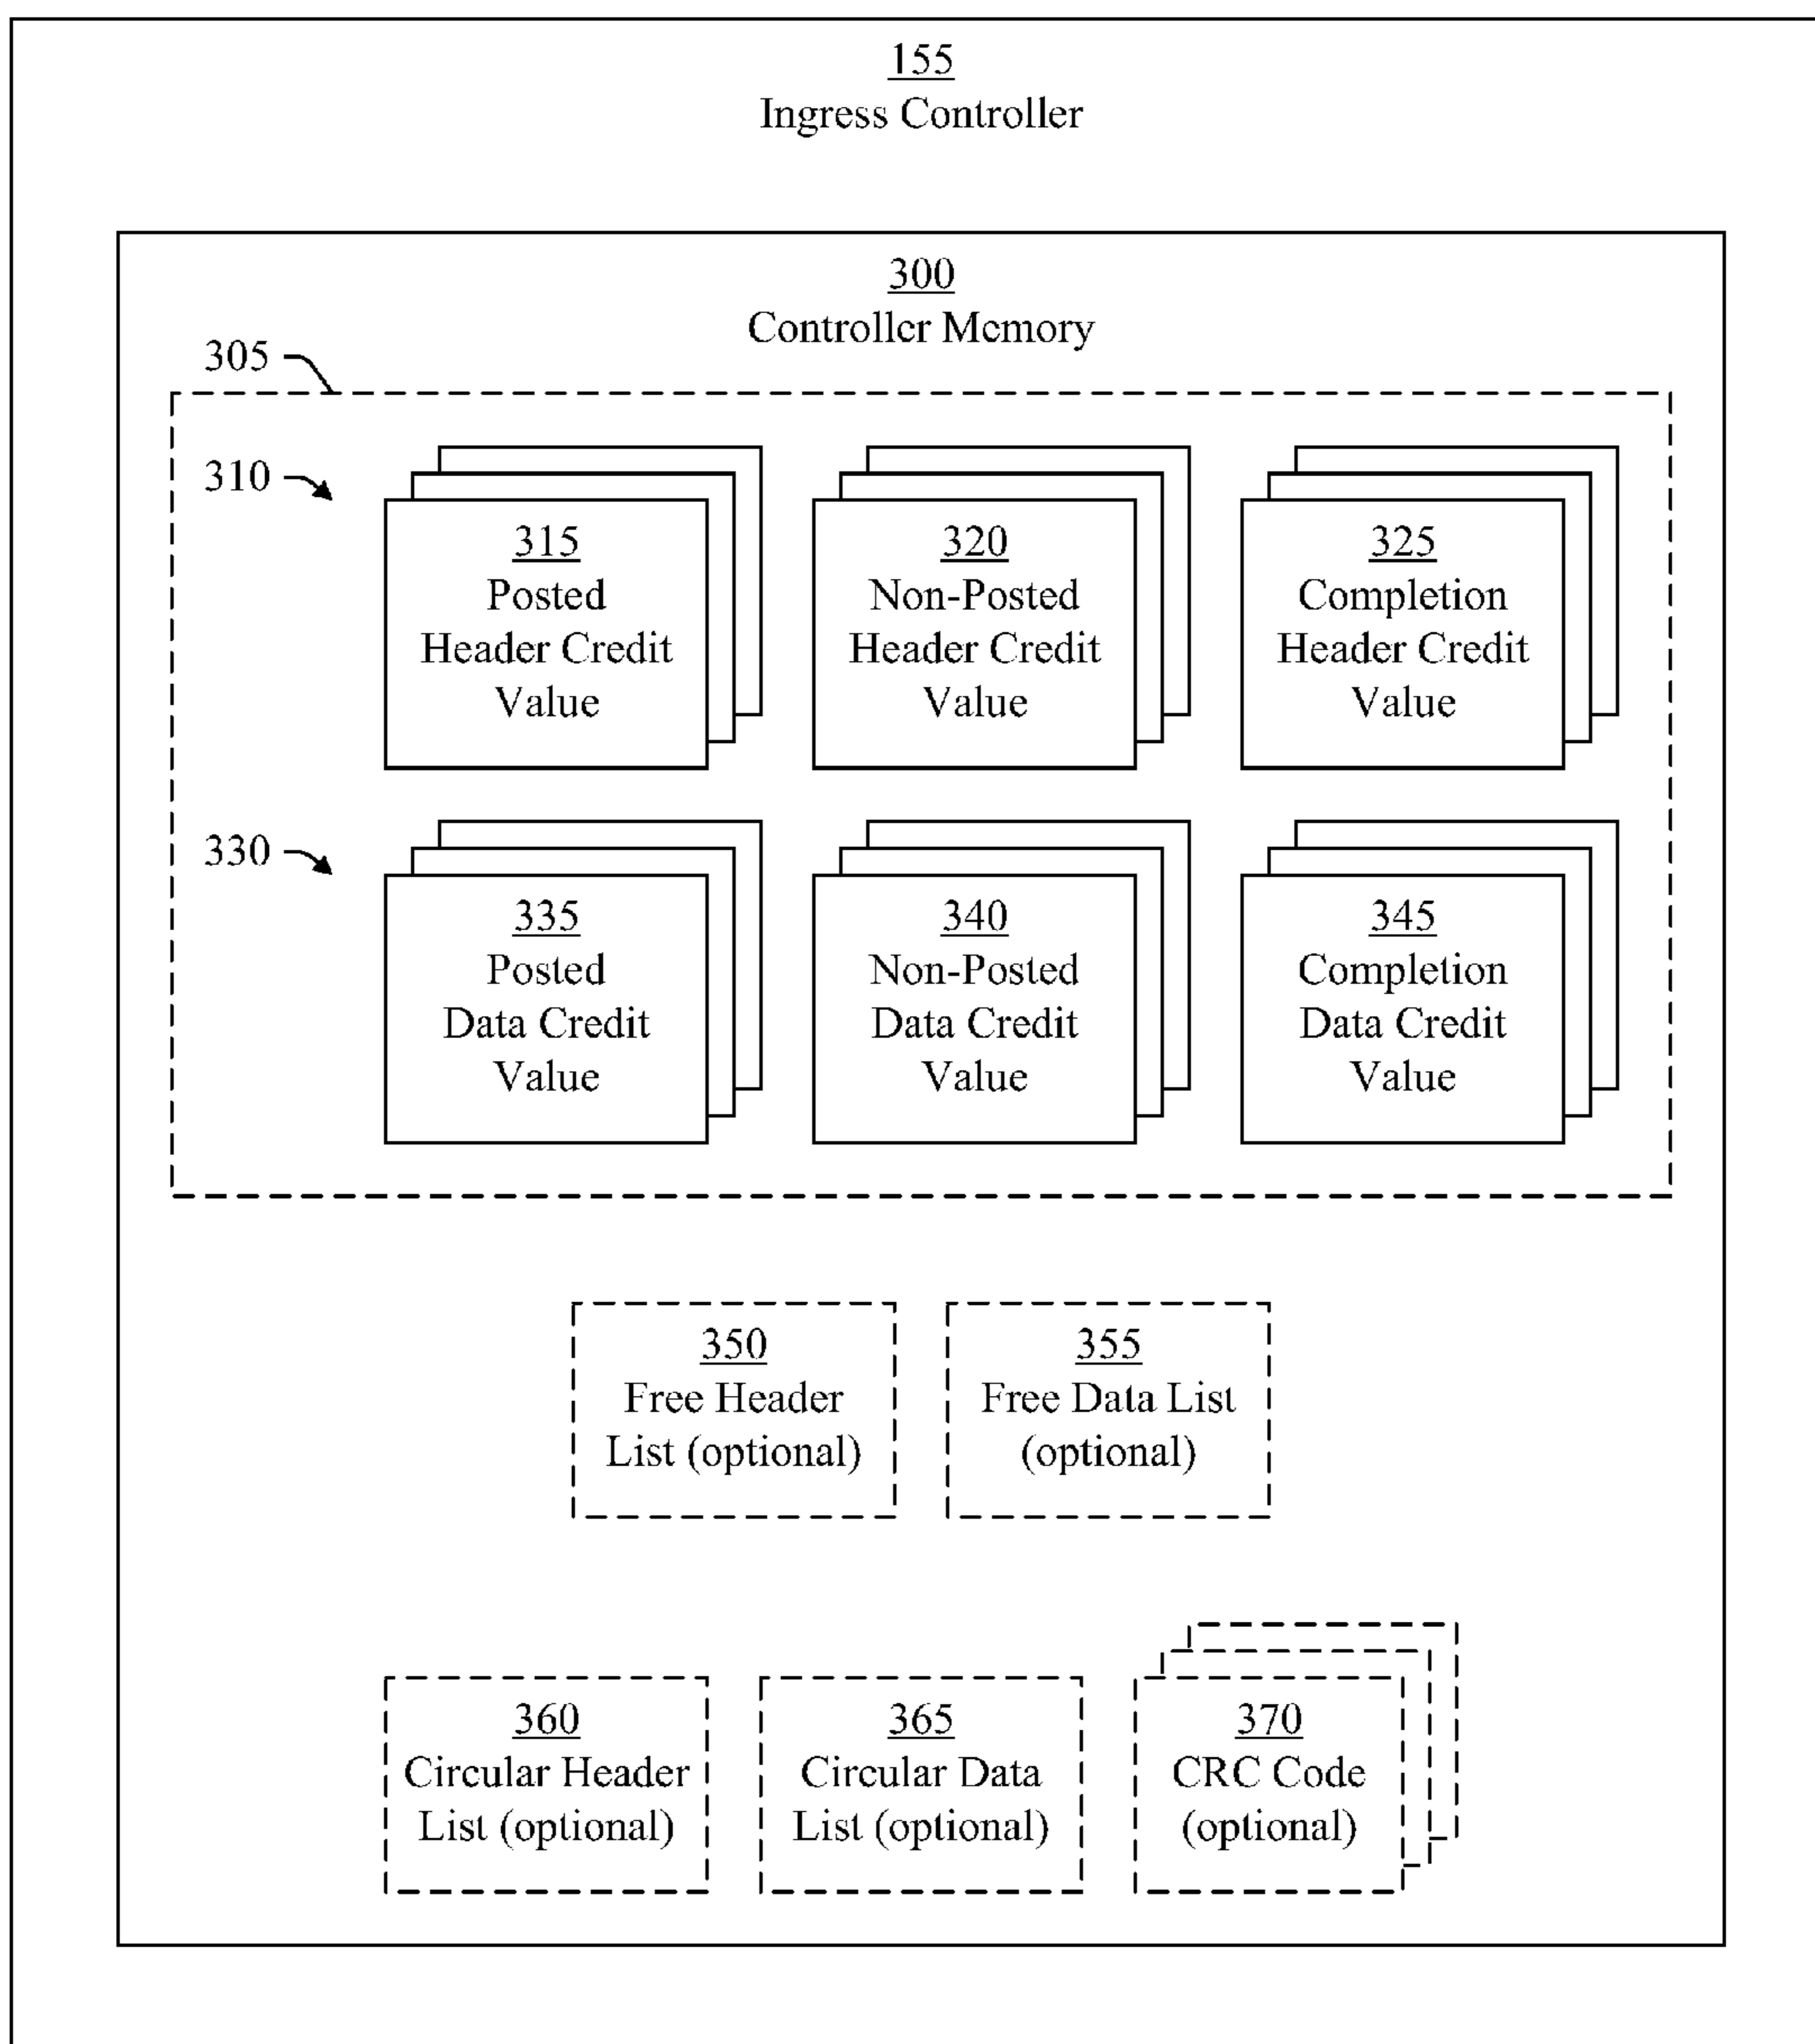 155
Ingress Controller
300
Controller Memory
305
310
315
Posted
Header Credit
Value
320
Non-Posted
Header Credit
Value
325
Completion
Header Credit
Value
330
335
Posted
Data Credit
Value
340
Non-Posted
Data Credit
Value
345
Completion
Data Credit
Value
350
Free Header
List (optional)
355
Free Data List
(optional)
360
Circular Header
List (optional)
365
Circular Data
List (optional)
370
CRC Code
(optional)